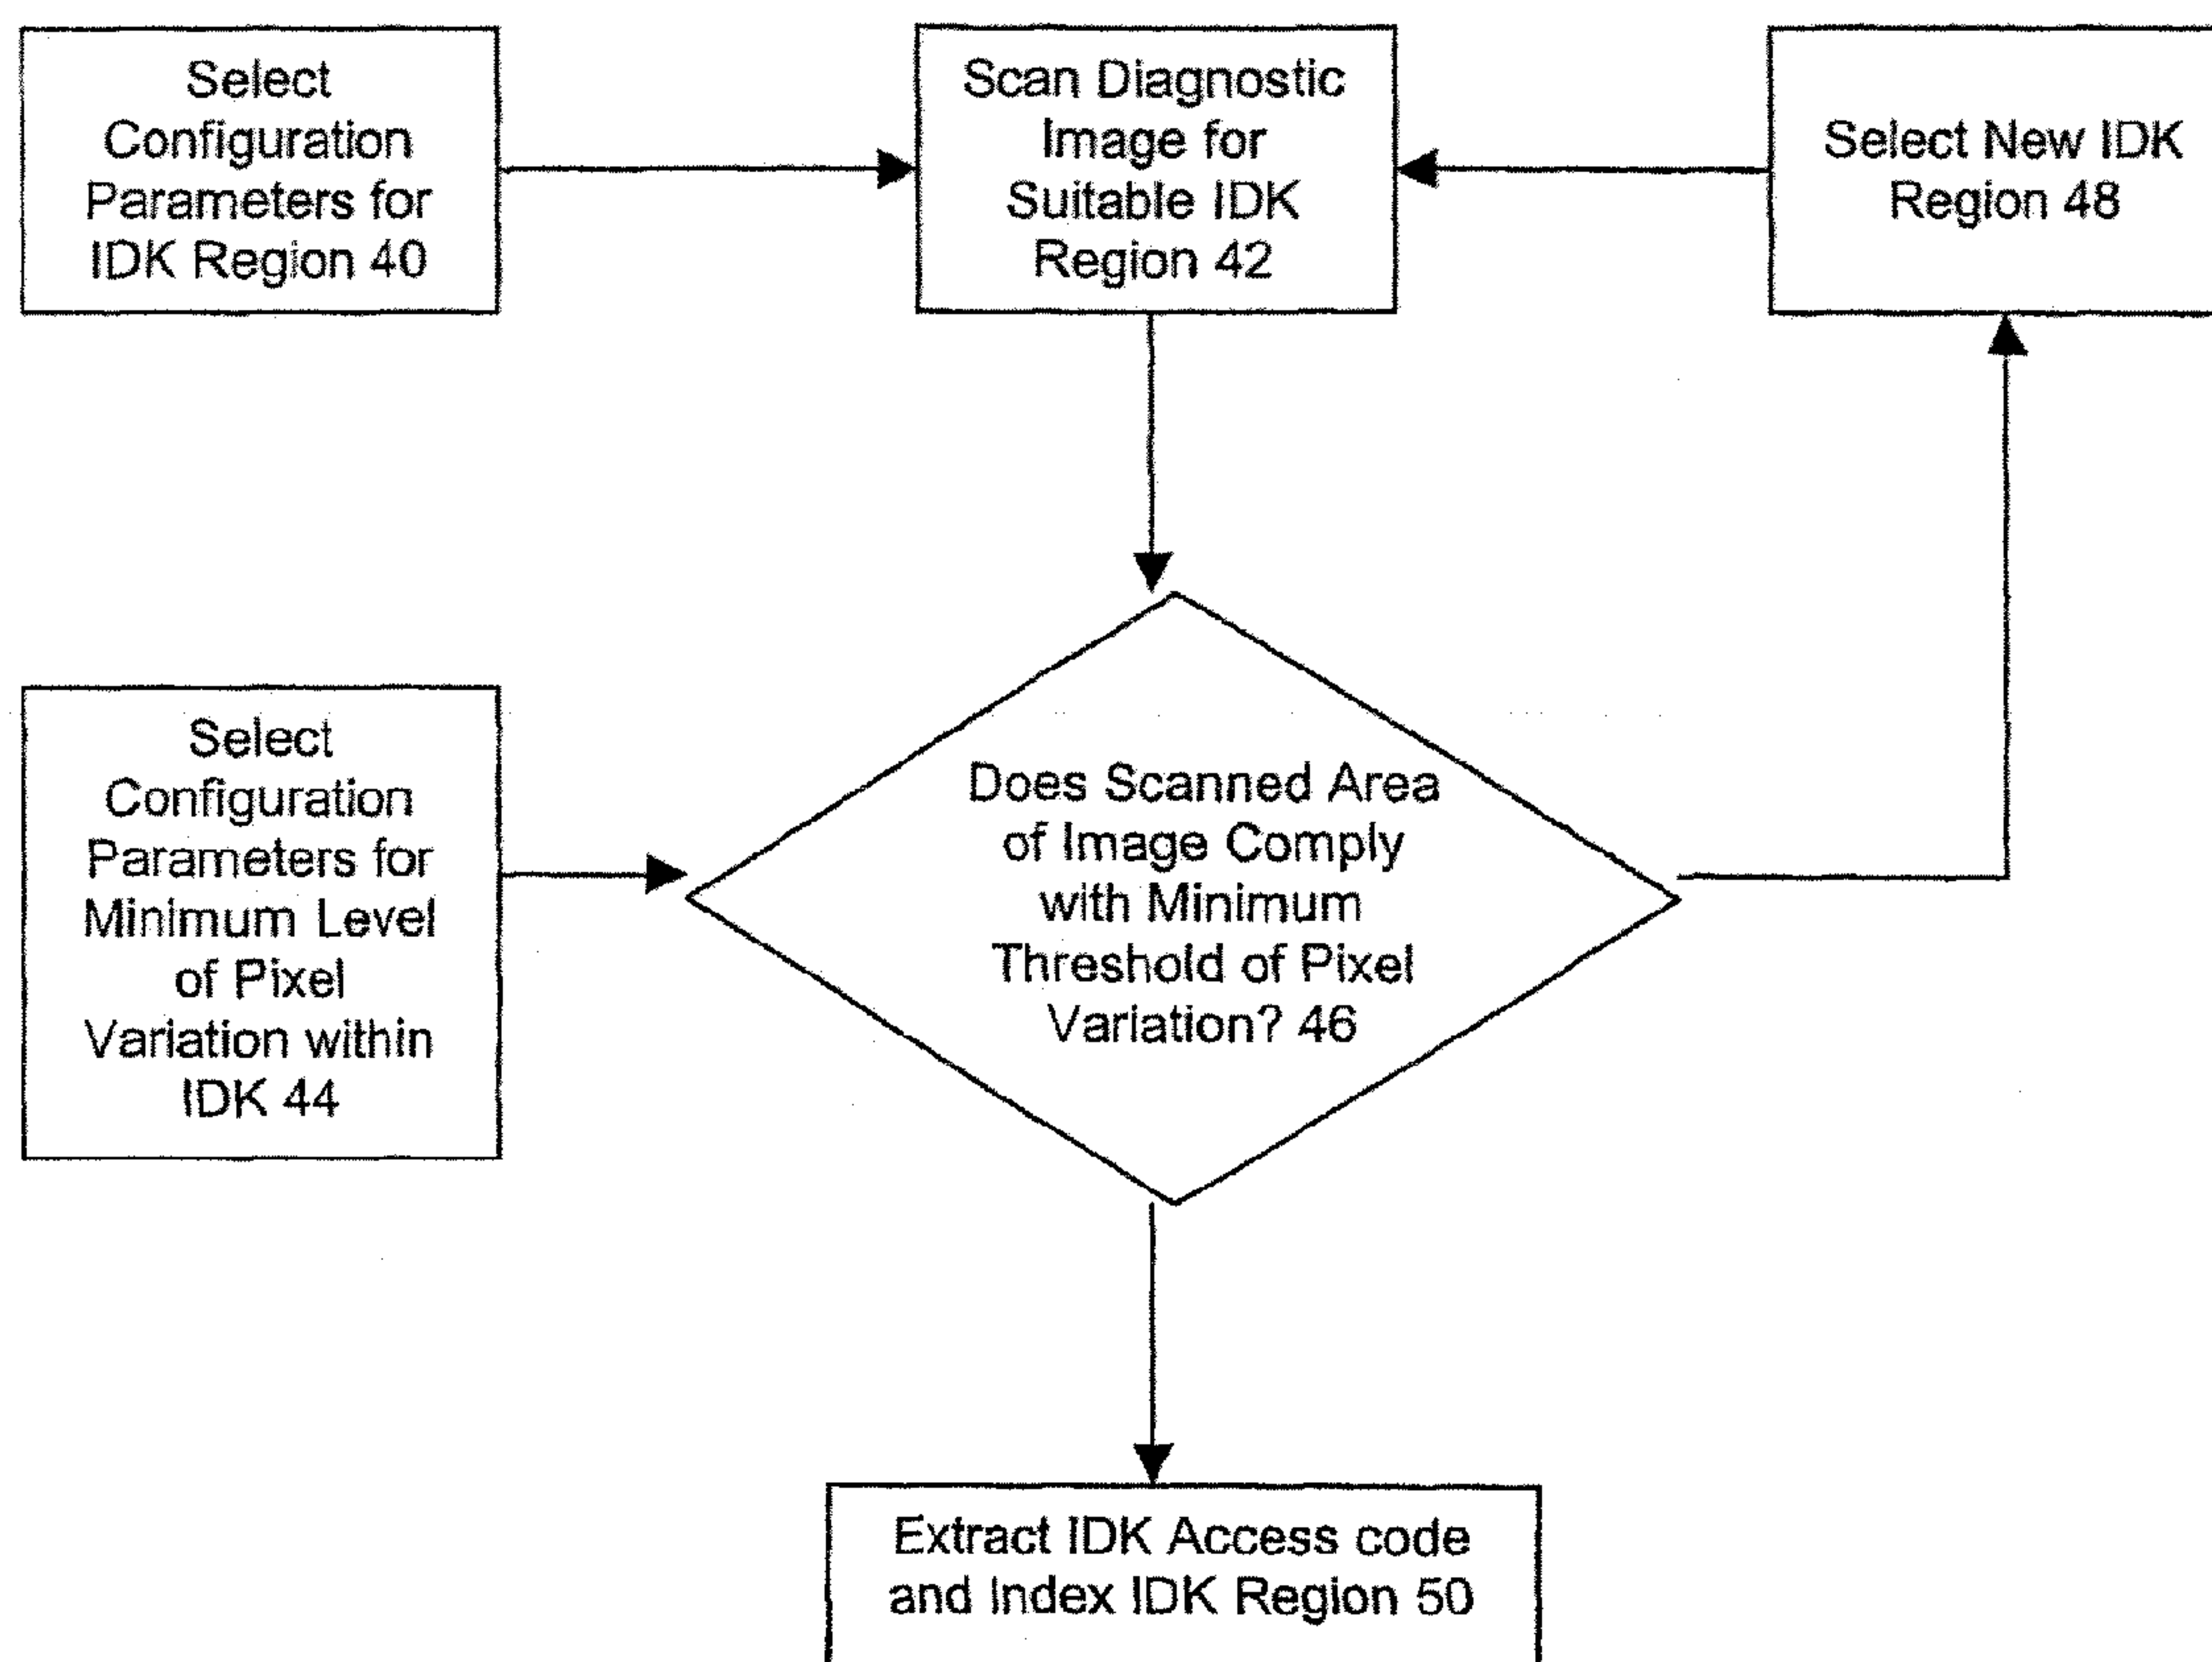 Select
Configuration
Parameters for
IDK Region 40
Scan Diagnostic
Image for
Suitable IDK
Region 42
Select New IDK
Region 48
Select
Configuration
Parameters for
Minimum Level
of Pixel
Variation within
IDK 44
Does Scanned Area
of Image Comply
with Minimum
Threshold of Pixel
Variation? 46
Extract IDK Access code
and Index IDK Region 50